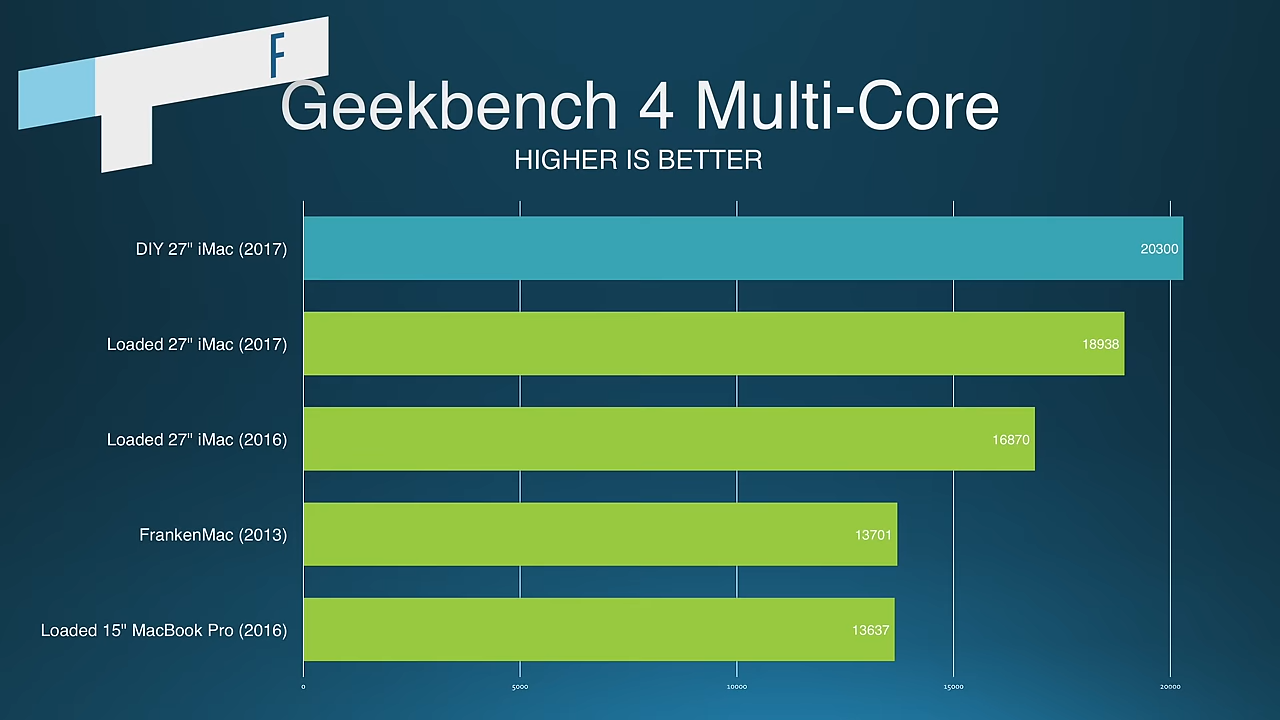 F
Geekbench 4 Multi-Core
HIGHER IS BETTER
DIY 27" iMac (2017)
20300
Loaded 27" iMac (2017)
18938
Loaded 27" iMac (2016)
16870
FrankenMac (2013)
13701
Loaded 15" MacBook Pro (2016)
13637
0 5000 10000 15000 20000